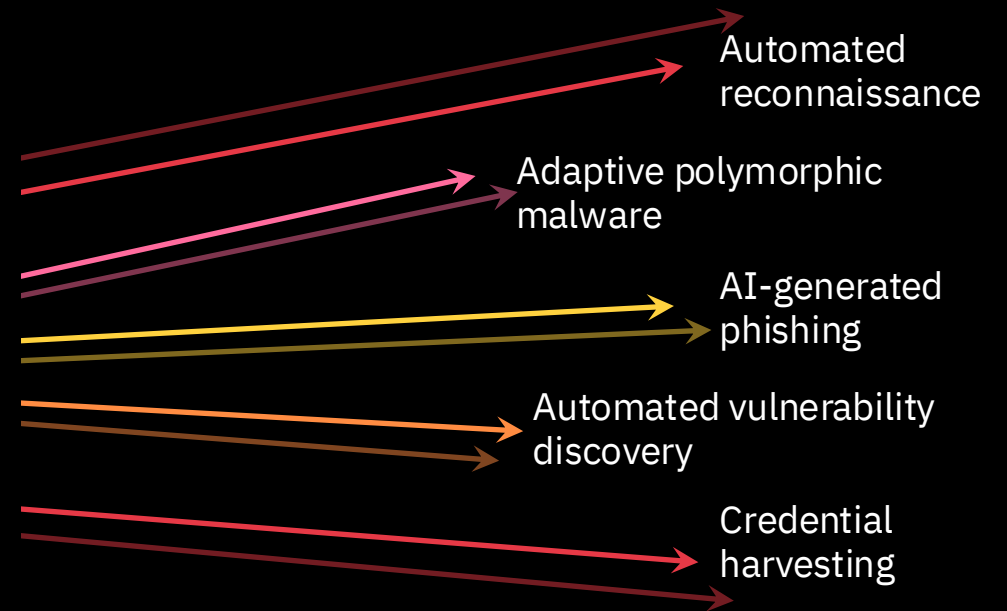 Automated
reconnaissance
Adaptive polymorphic
malware
AI-generated
phishing
Automated vulnerability
discovery
Credential
harvesting